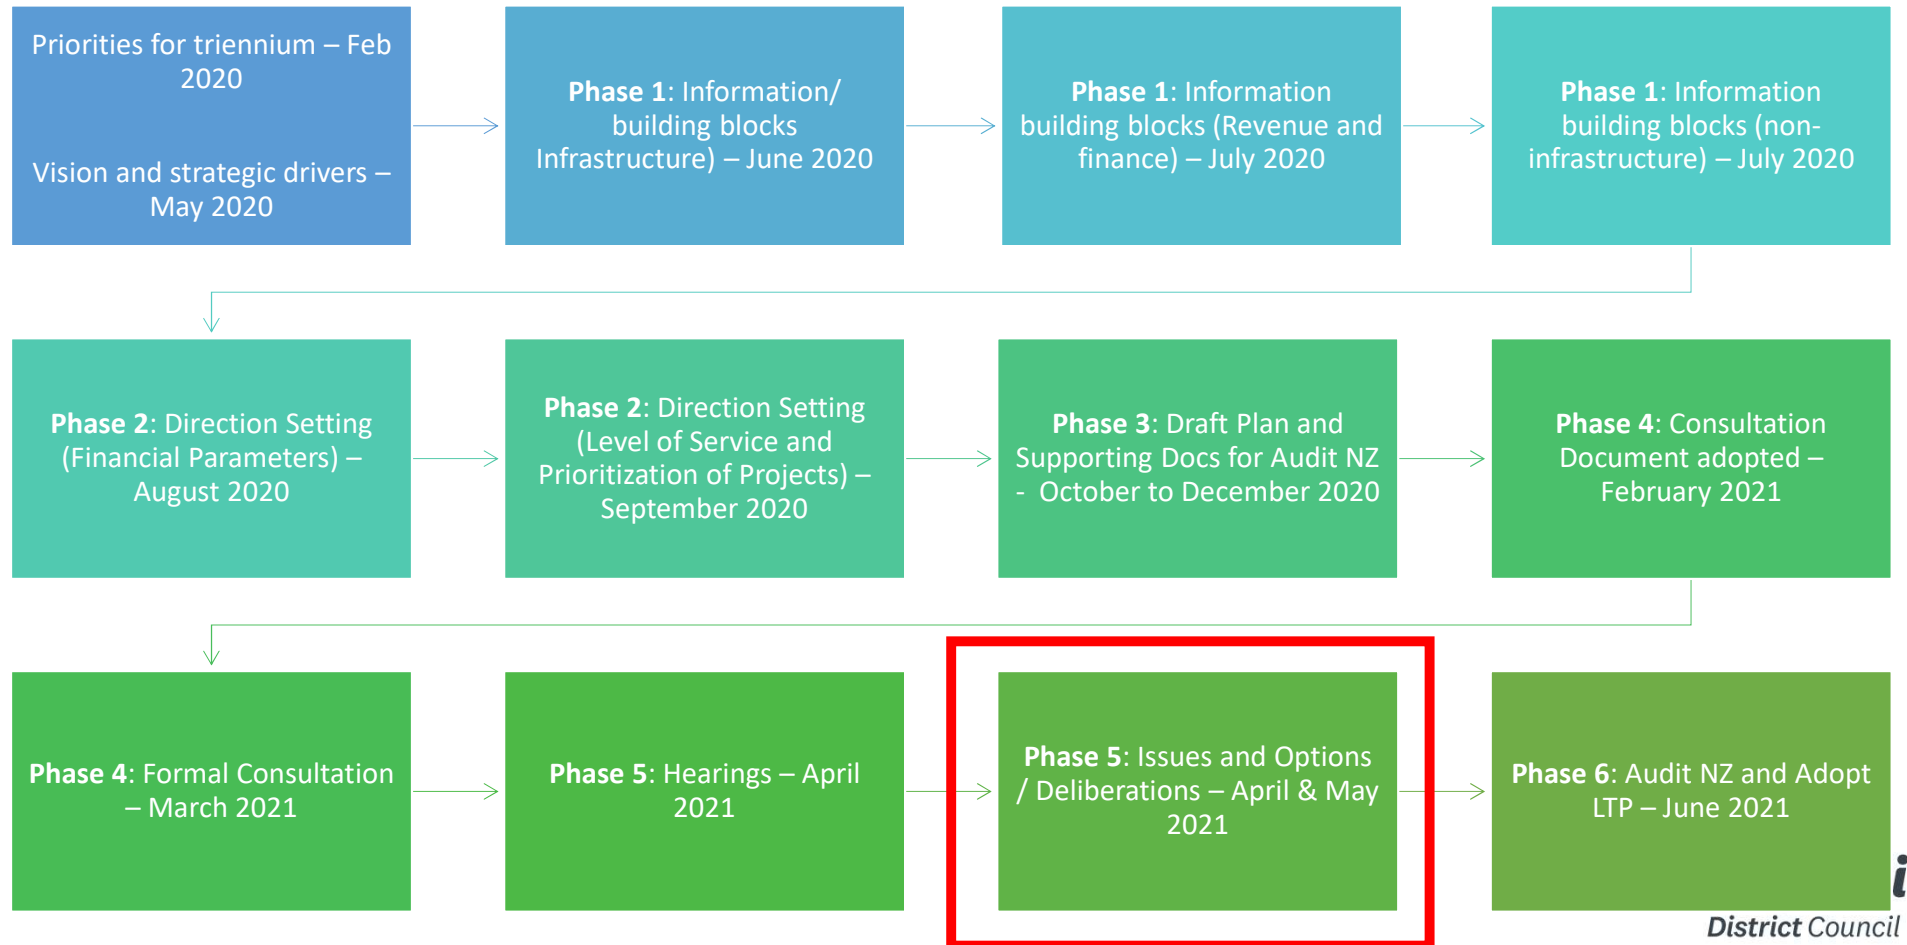 Priorities for triennium – Feb
2020
Vision and strategic drivers –
May 2020
Phase 1: Information/
building blocks
Infrastructure) – June 2020
Phase 1: Information
building blocks (Revenue and
finance) – July 2020
Phase 1: Information
building blocks (non-
infrastructure) – July 2020
Phase 2: Direction Setting
(Financial Parameters) –
August 2020
Phase 2: Direction Setting
(Level of Service and
Prioritization of Projects) –
September 2020
Phase 3: Draft Plan and
Supporting Docs for Audit NZ
- October to December 2020
Phase 4: Consultation
Document adopted –
February 2021
Phase 4: Formal Consultation
– March 2021
Phase 5: Hearings – April
2021
Phase 5: Issues and Options
/ Deliberations – April & May
2021
Phase 6: Audit NZ and Adopt
LTP – June 2021
i
District Council